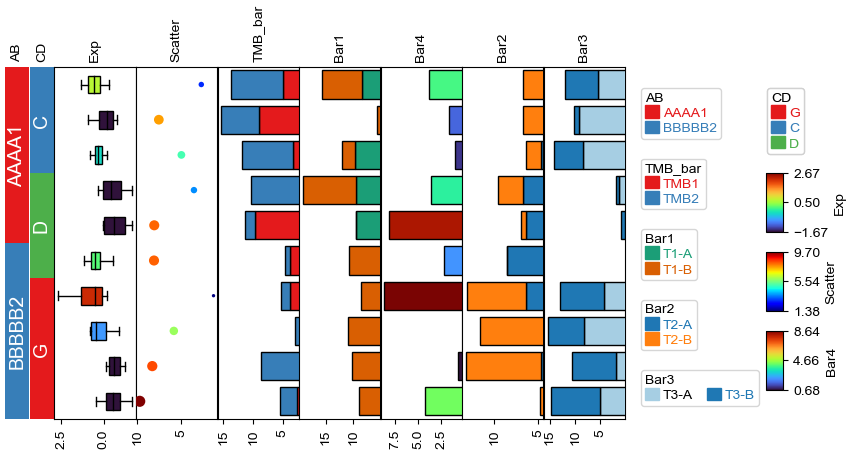 AB
CD
Exp
Scatter
TMB_bar
Bar1
Bar4
Bar2
Bar3
AAAA1
BBBBB2
C
D
G
2.5
0.0
10
5
15
10
5
15
10
7.5
5.0
2.5
10
5
15
10
5
AB
AAAA1
BBBBB2
TMB_bar
TMB1
TMB2
Bar1
T1-A
T1-B
Bar2
T2-A
T2-B
Bar3
T3-A T3-B
CD
G
C
D
2.67
0.50
−1.67
Exp
9.70
5.54
1.38
Scatter
8.64
4.66
0.68
Bar4